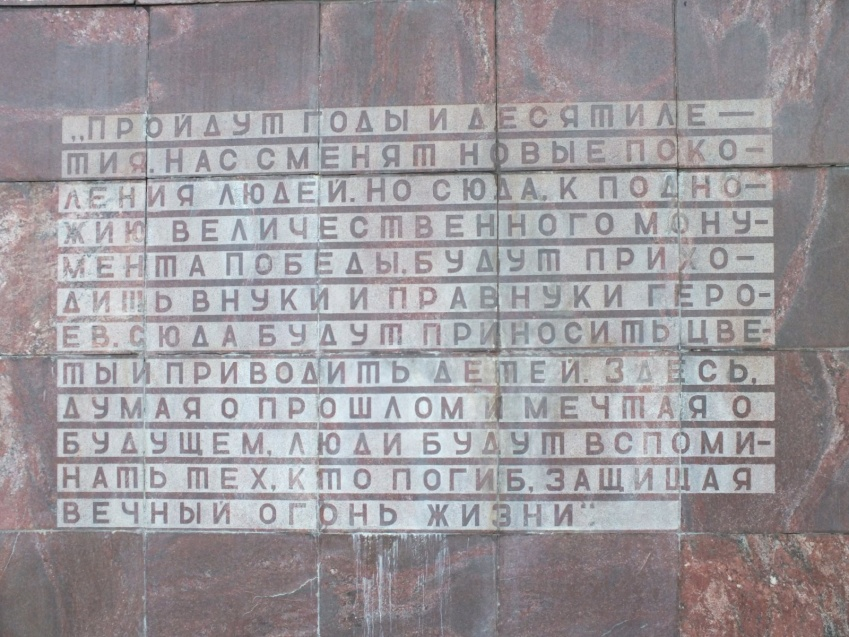 „ПРОЙДУТ ГОДЫ И ДЕСЯТИЛЕ—
ТИЯ. НАС СМЕНЯТ НОВЫЕ ПОКО—
ЛЕНИЯ ЛЮДЕЙ. НО СЮДА, К ПОДНО—
ЖИЮ ВЕЛИЧЕСТВЕННОГО МОНУ-
МЕНТА ПОБЕДЫ, БУДУТ ПРИХО—
ДИТЬ ВНУКИ И ПРАВНУКИ ГЕРО-
ЕВ. СЮДА БУДУТ ПРИНОСИТЬ ЦВЕ-
ТЫ И ПРИВОДИТЬ ДЕТЕЙ. ЗДЕСЬ,
ДУМАЯ О ПРОШЛОМ И МЕЧТАЯ О
БУДУЩЕМ, ЛЮДИ БУДУТ ВСПОМИ-
НАТЬ ТЕХ, КТО ПОГИБ, ЗАЩИЩАЯ
ВЕЧНЫЙ ОГОНЬ ЖИЗНИ“.